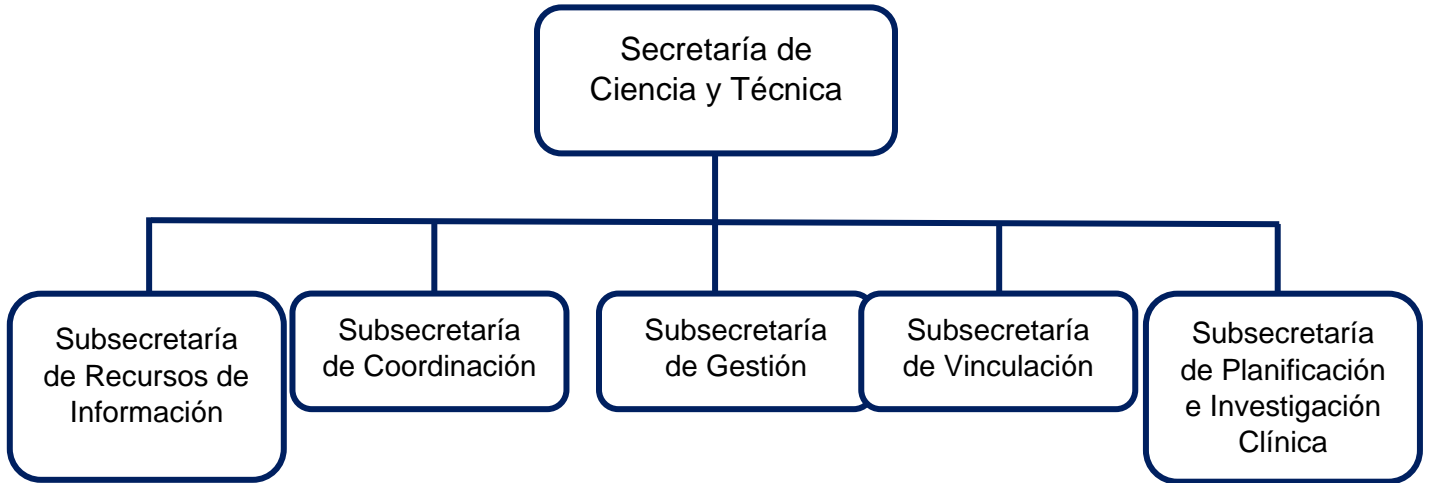 Secretaría de
Ciencia y Técnica
Subsecretaría
de Recursos de
Información
Subsecretaría
de Coordinación
Subsecretaría
de Gestión
Subsecretaría
de Vinculación
Subsecretaría
de Planificación
e Investigación
Clínica